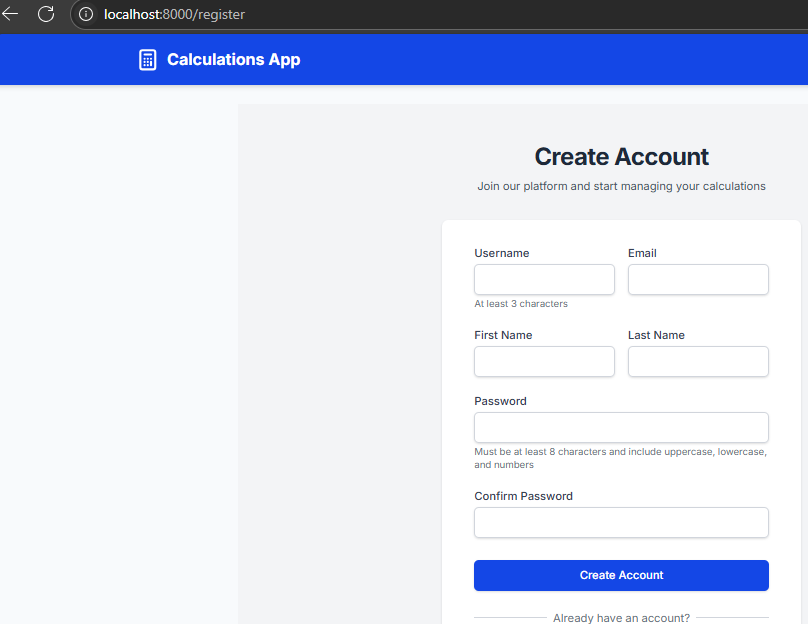 localhost:8000/register
Calculations App
Create Account
Join our platform and start managing your calculations
Username Email
At least 3 characters
First Name Last Name
Password
Must be at least 8 characters and include uppercase, lowercase,
and numbers
Confirm Password
Create Account
Already have an account?